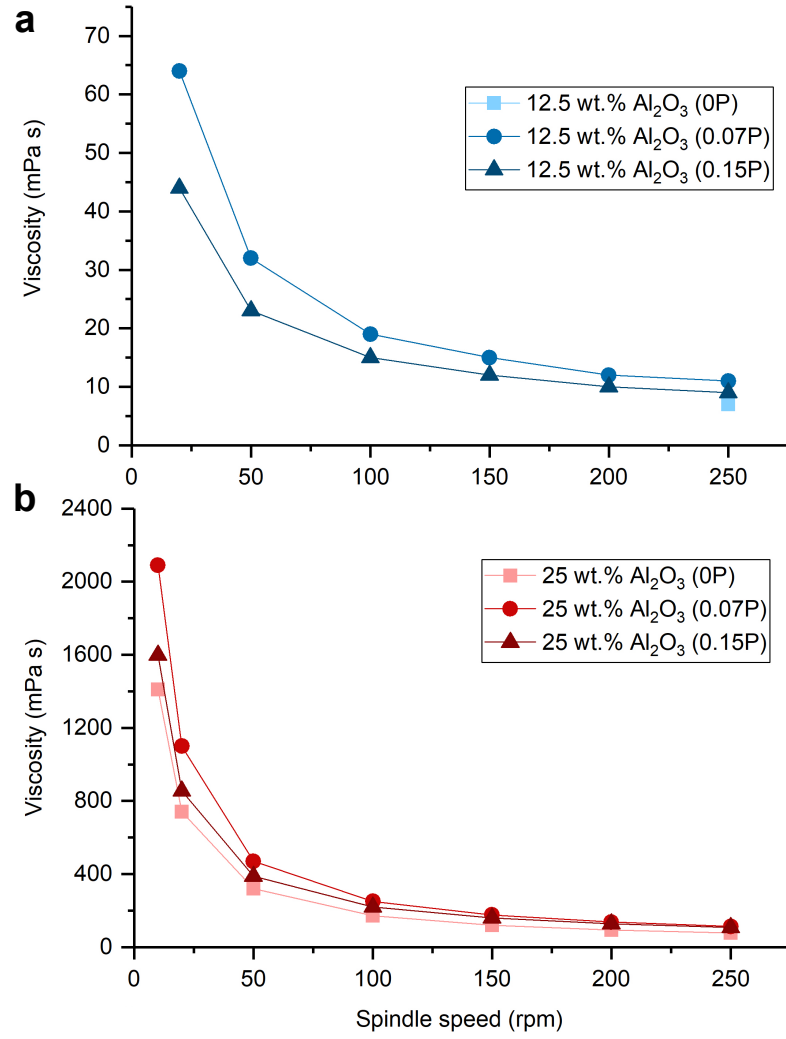 a
70
60
50
40
30
20
10
0
Viscosity (mPa s)
12.5 wt.% Al₂O₃ (0P)
12.5 wt.% Al₂O₃ (0.07P)
12.5 wt.% Al₂O₃ (0.15P)
0 50 100 150 200 250
b
2400
2000
1600
1200
800
400
0
Viscosity (mPa s)
25 wt.% Al₂O₃ (0P)
25 wt.% Al₂O₃ (0.07P)
25 wt.% Al₂O₃ (0.15P)
0 50 100 150 200 250
Spindle speed (rpm)